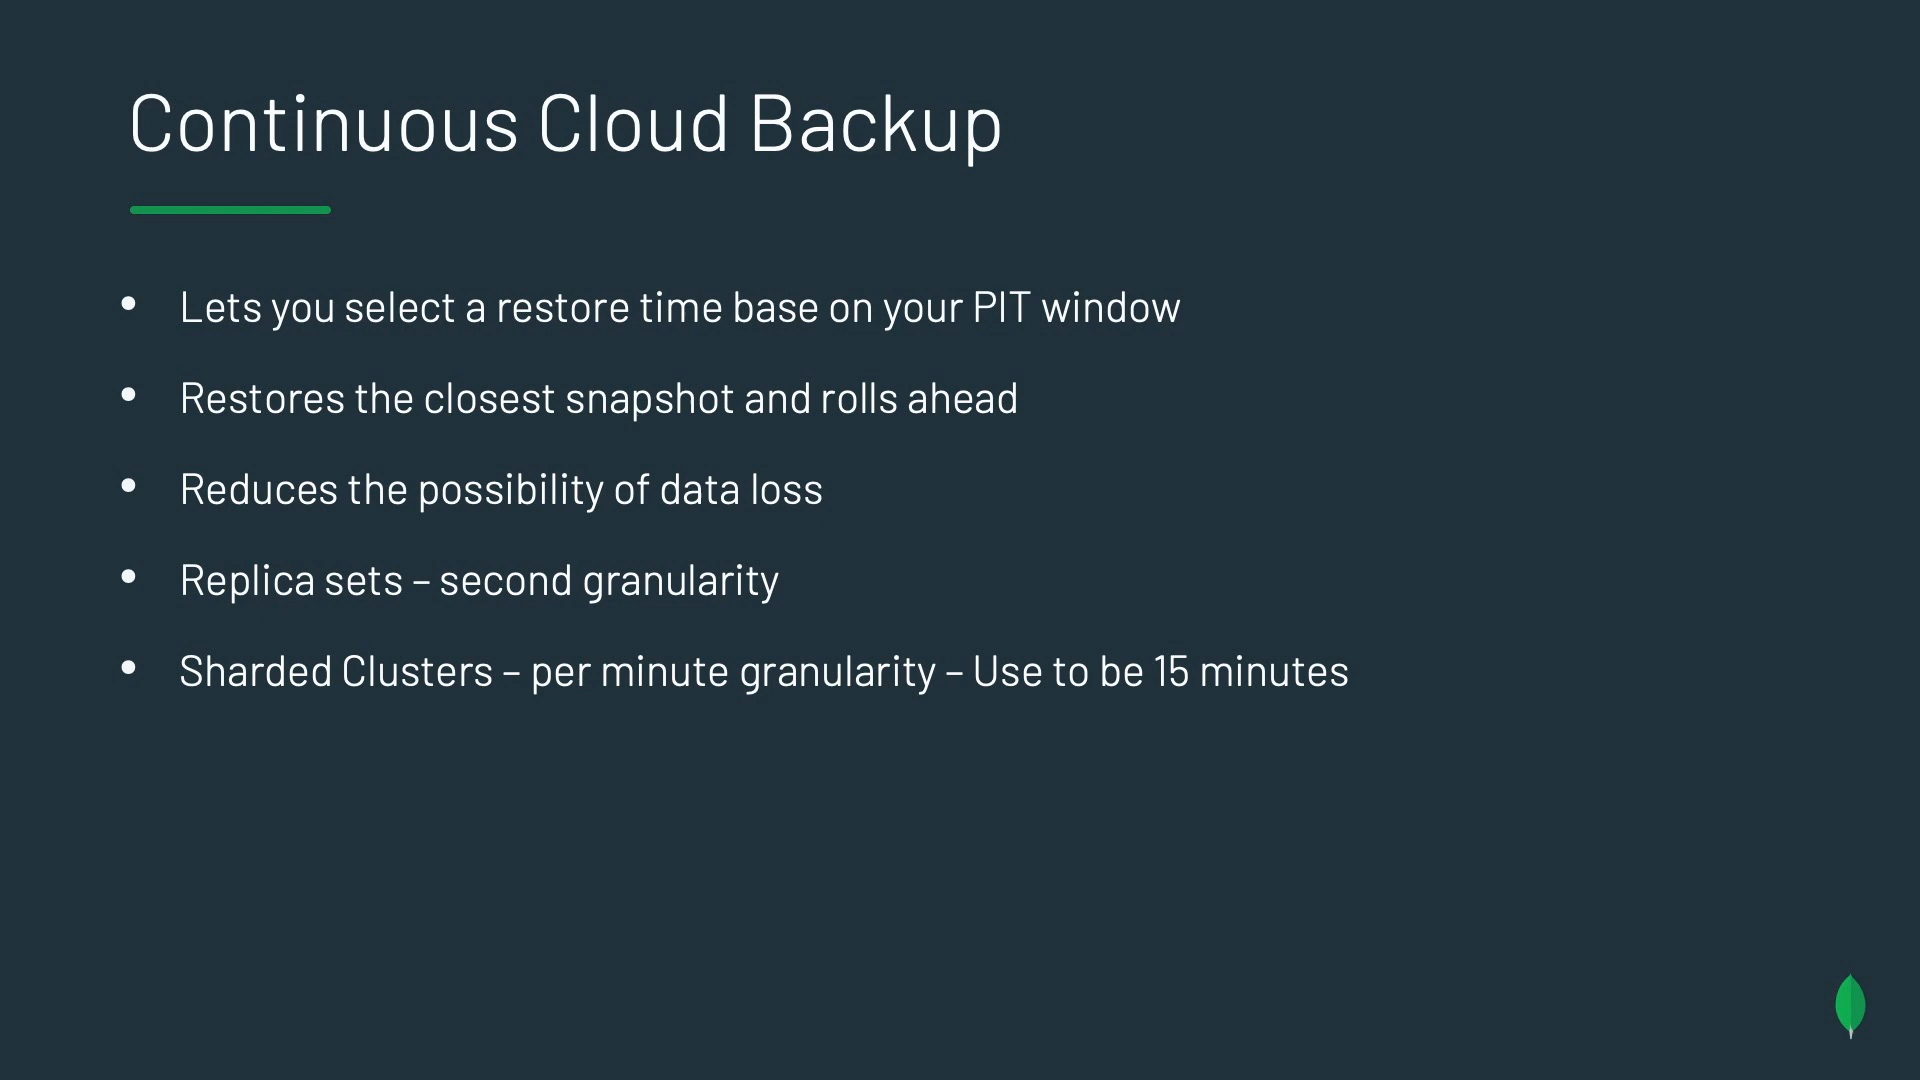 Continuous Cloud Backup
• Lets you select a restore time base on your PIT window
• Restores the closest snapshot and rolls ahead
• Reduces the possibility of data loss
• Replica sets – second granularity
• Sharded Clusters – per minute granularity – Use to be 15 minutes